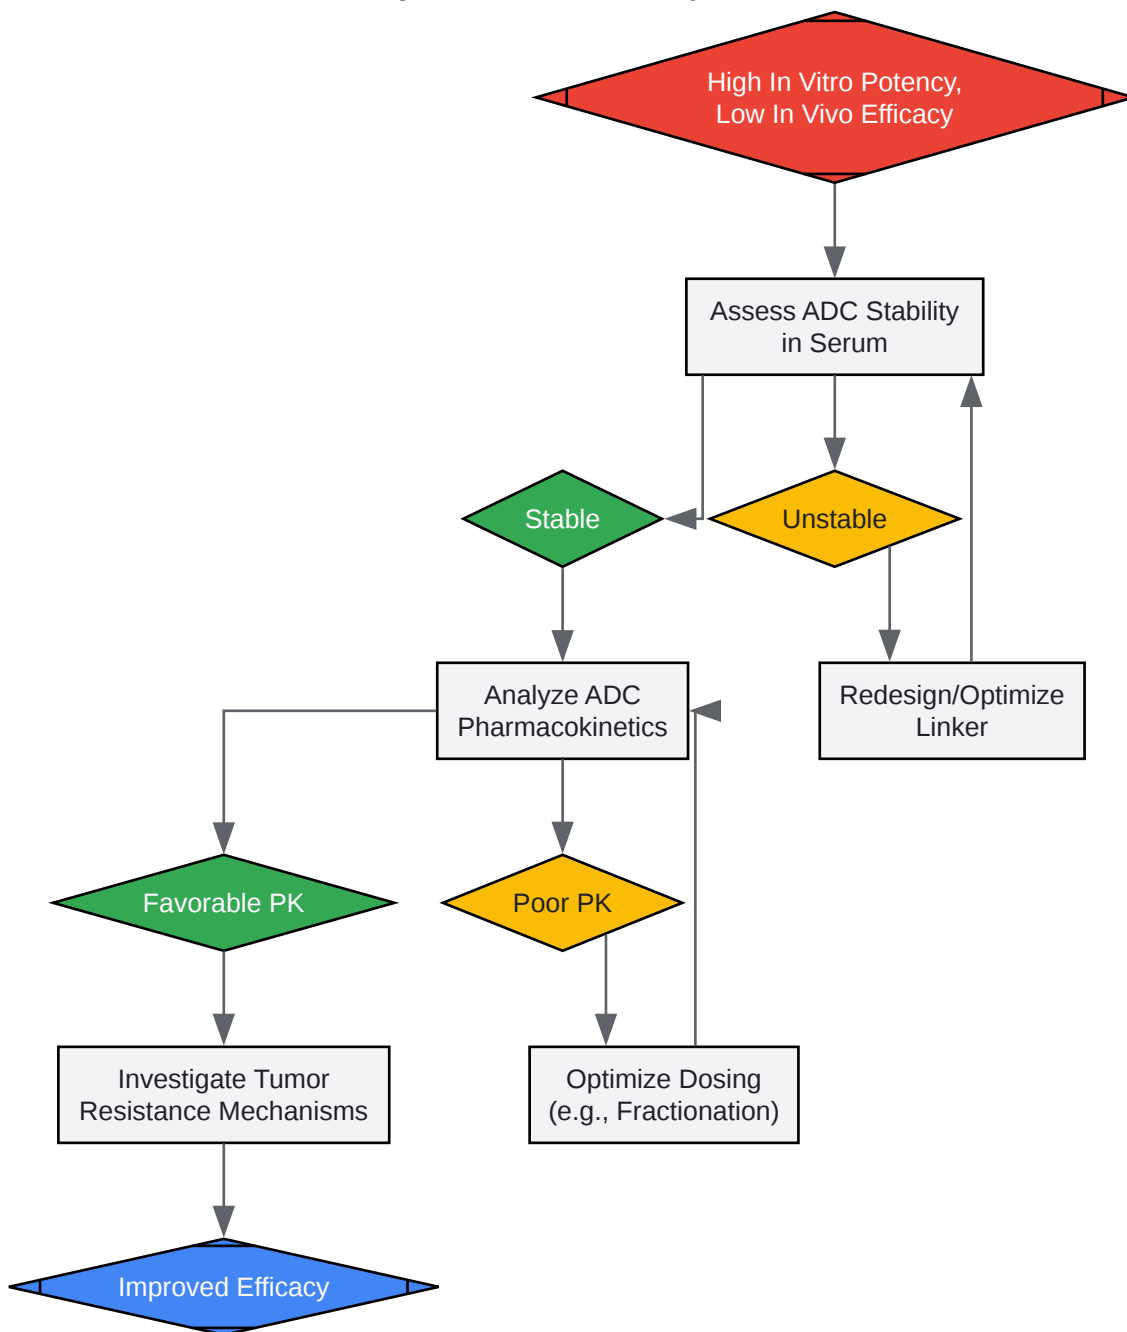 High In Vitro Potency,
Low In Vivo Efficacy
Assess ADC Stability
in Serum
Stable
Unstable
Analyze ADC
Pharmacokinetics
Redesign/Optimize
Linker
Favorable PK
Poor PK
Investigate Tumor
Resistance Mechanisms
Optimize Dosing
(e.g., Fractionation)
Improved Efficacy